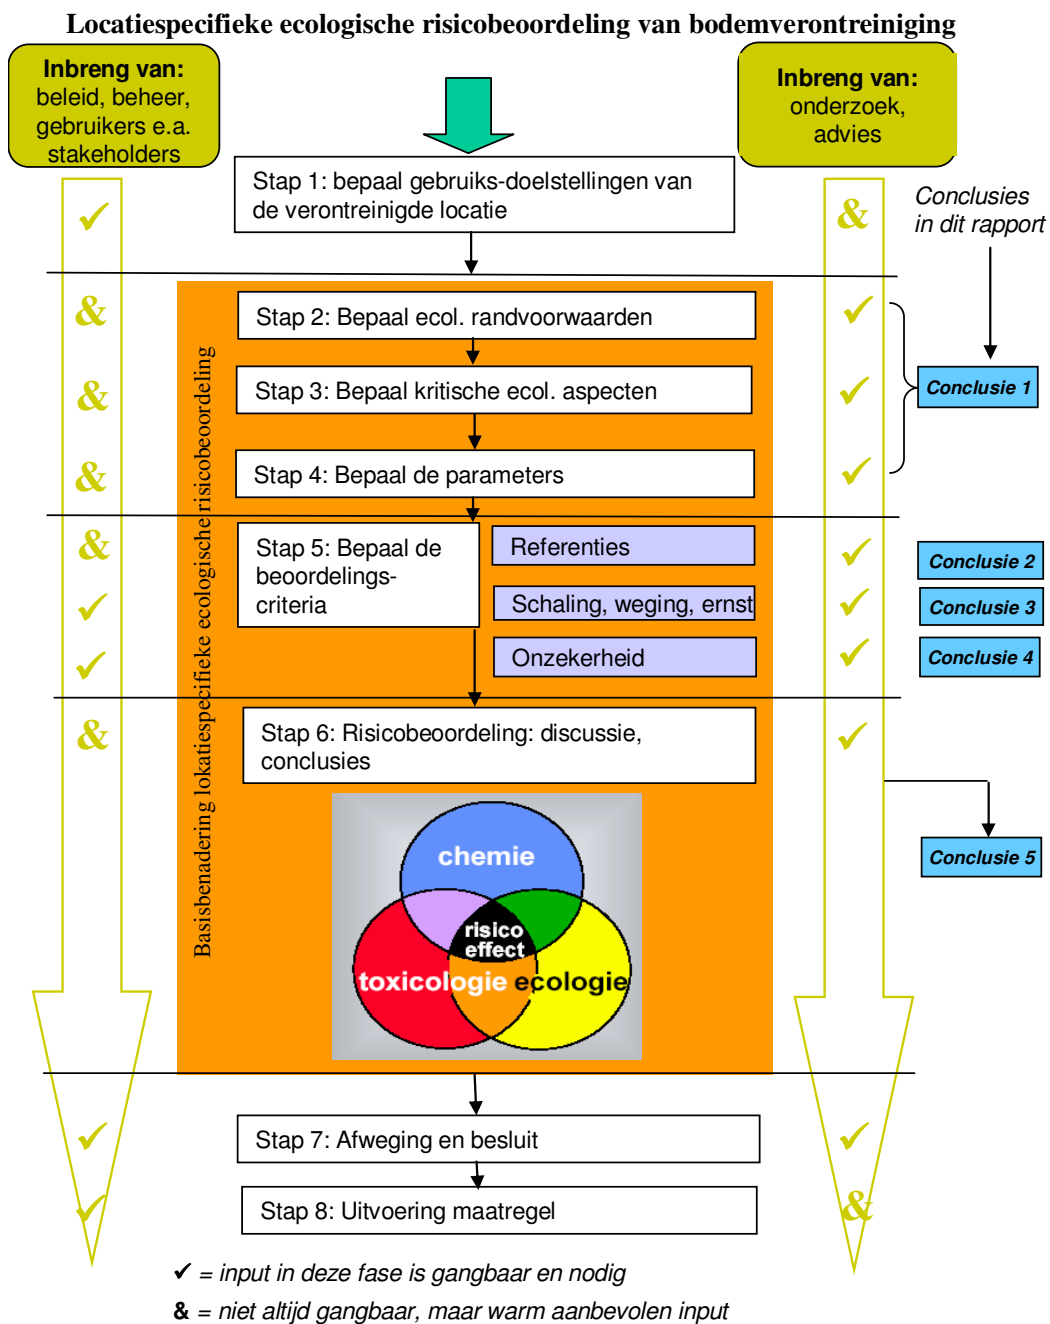 Locatiespecifieke ecologische risicobeoordeling van bodemverontreiniging
Inbreng van:
beleid, beheer,
gebruikers e.a.
stakeholders
Inbreng van:
onderzoek,
advies
Stap 1: bepaal gebruiks-doelstellingen van
de verontreinigde locatie
✓
&
Conclusies
in dit rapport
Basisbenadering lokatiespecifieke ecologische risicobeoordeling
&
Stap 2: Bepaal ecol. randvoorwaarden
✓
&
Stap 3: Bepaal kritische ecol. aspecten
✓
Conclusie 1
&
Stap 4: Bepaal de parameters
✓
&
Stap 5: Bepaal de
beoordelings-
criteria
Referenties
✓
Conclusie 2
✓
Schaling, weging, ernst
✓
Conclusie 3
✓
Onzekerheid
✓
Conclusie 4
&
Stap 6: Risicobeoordeling: discussie,
conclusies
✓
Conclusie 5
chemie
risico
effect
toxicologie
ecologie
✓
Stap 7: Afweging en besluit
✓
✓
Stap 8: Uitvoering maatregel
&
✓ = input in deze fase is gangbaar en nodig
& = niet altijd gangbaar, maar warm aanbevolen input